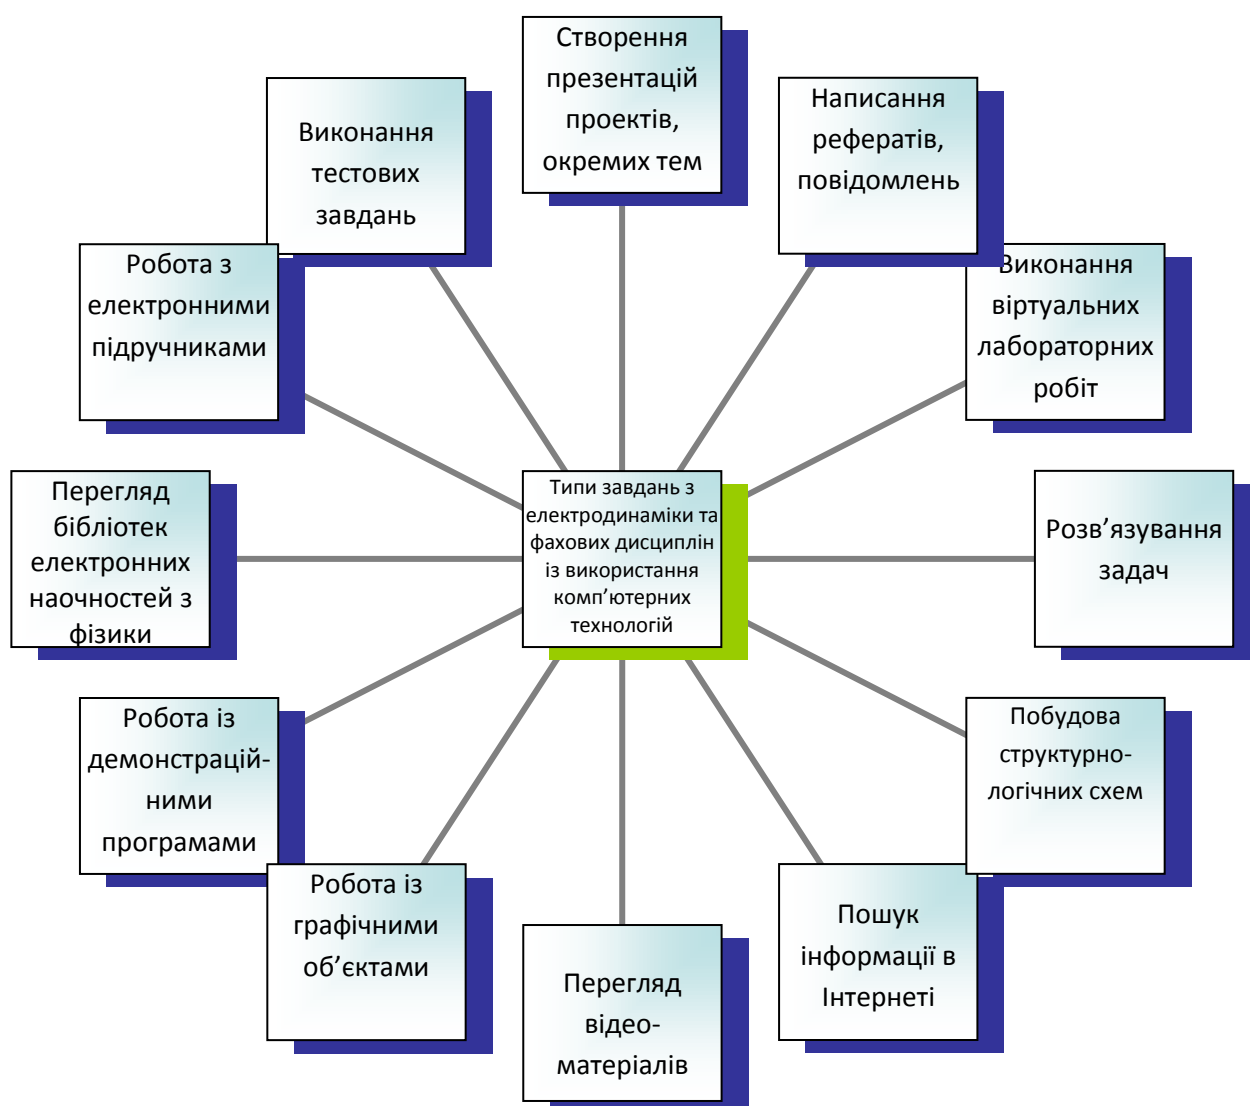 Створення
презентацій
проектів,
окремих тем
Написання
рефератів,
повідомлень
Виконання
віртуальних
лабораторних
робіт
Розв’язування
задач
Побудова
структурно-
логічних схем
Пошук
інформації в
Інтернеті
Перегляд
відео-
матеріалів
Робота із
графічними
об’єктами
Робота із
демонстрацій-
ними
програмами
Перегляд
бібліотек
електронних
наочностей з
фізики
Робота з
електронними
підручниками
Виконання
тестових
завдань
Типи завдань з
електродинаміки та
фахових дисциплін
із використання
комп’ютерних
технологій